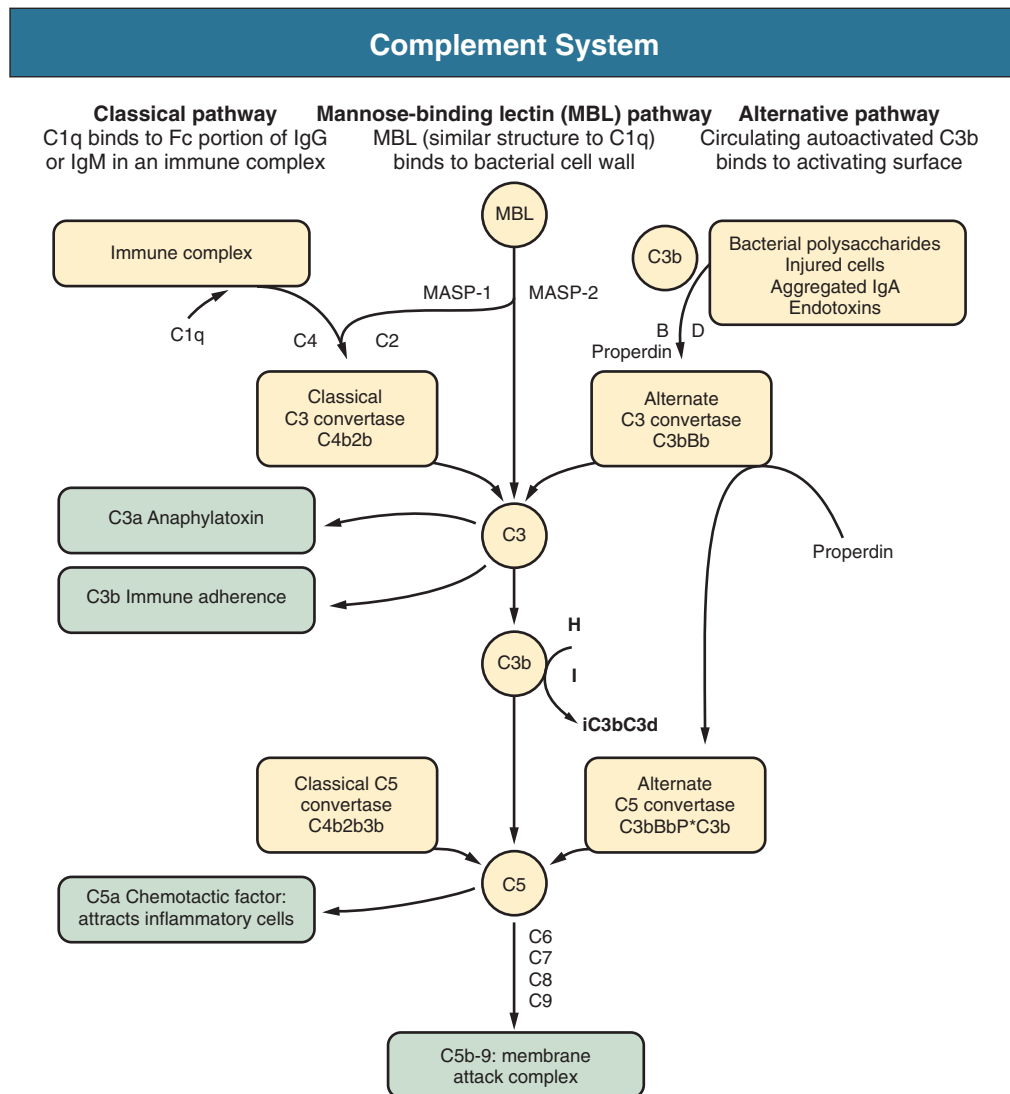 Complement System
Classical pathway
C1q binds to Fc portion of IgG
or IgM in an immune complex
Mannose-binding lectin (MBL) pathway
MBL (similar structure to C1q)
binds to bacterial cell wall
Alternative pathway
Circulating autoactivated C3b
binds to activating surface
MBL
Immune complex
C3b
Bacterial polysaccharides
Injured cells
Aggregated IgA
Endotoxins
MASP-1
MASP-2
C1q
C4
C2
B
D
Properdin
Classical
C3 convertase
C4b2b
Alternate
C3 convertase
C3bBb
C3a Anaphylatoxin
C3
Properdin
C3b Immune adherence
C3b
H
I
iC3bC3d
Classical C5
convertase
C4b2b3b
Alternate
C5 convertase
C3bBbP*C3b
C5
C5a Chemotactic factor:
attracts inflammatory cells
C6
C7
C8
C9
C5b-9: membrane
attack complex